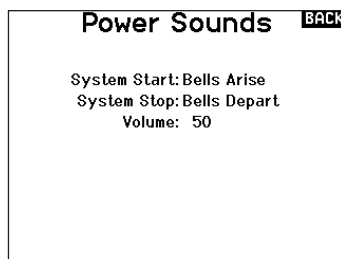 Power Sounds BACK
System Start: Bells Arise
System Stop: Bells Depart
Volume: 50